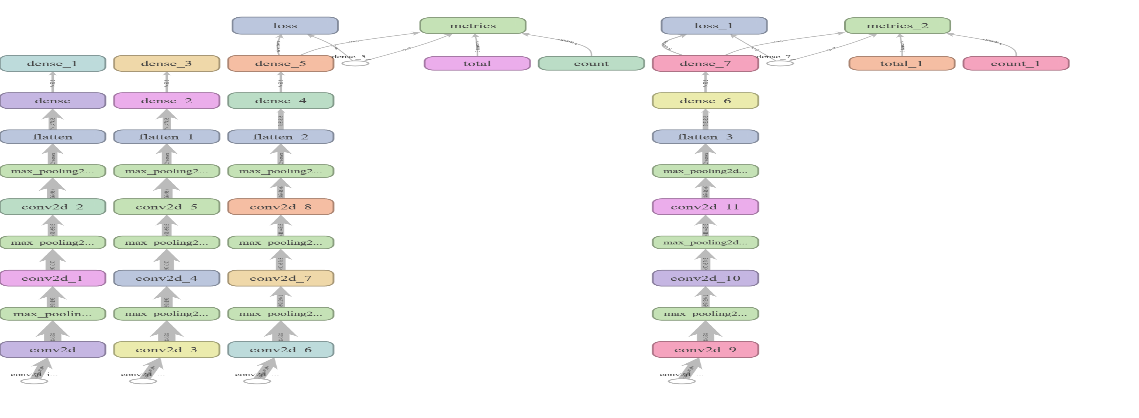 loss
metrics
loss_1
metrics_2
dense_1
dense_3
dense_5
total
count
dense_7
total_1
count_1
dense
dense_2
dense_4
dense_6
flatten
flatten_1
flatten_2
flatten_3
max_pooling2...
max_pooling2...
max_pooling2...
max_pooling2d...
conv2d_2
conv2d_5
conv2d_8
conv2d_11
max_pooling2...
max_pooling2...
max_pooling2...
max_pooling2d...
conv2d_1
conv2d_4
conv2d_7
conv2d_10
max_poolin...
max_pooling2...
max_pooling2...
max_pooling2...
conv2d
conv2d_3
conv2d_6
conv2d_9